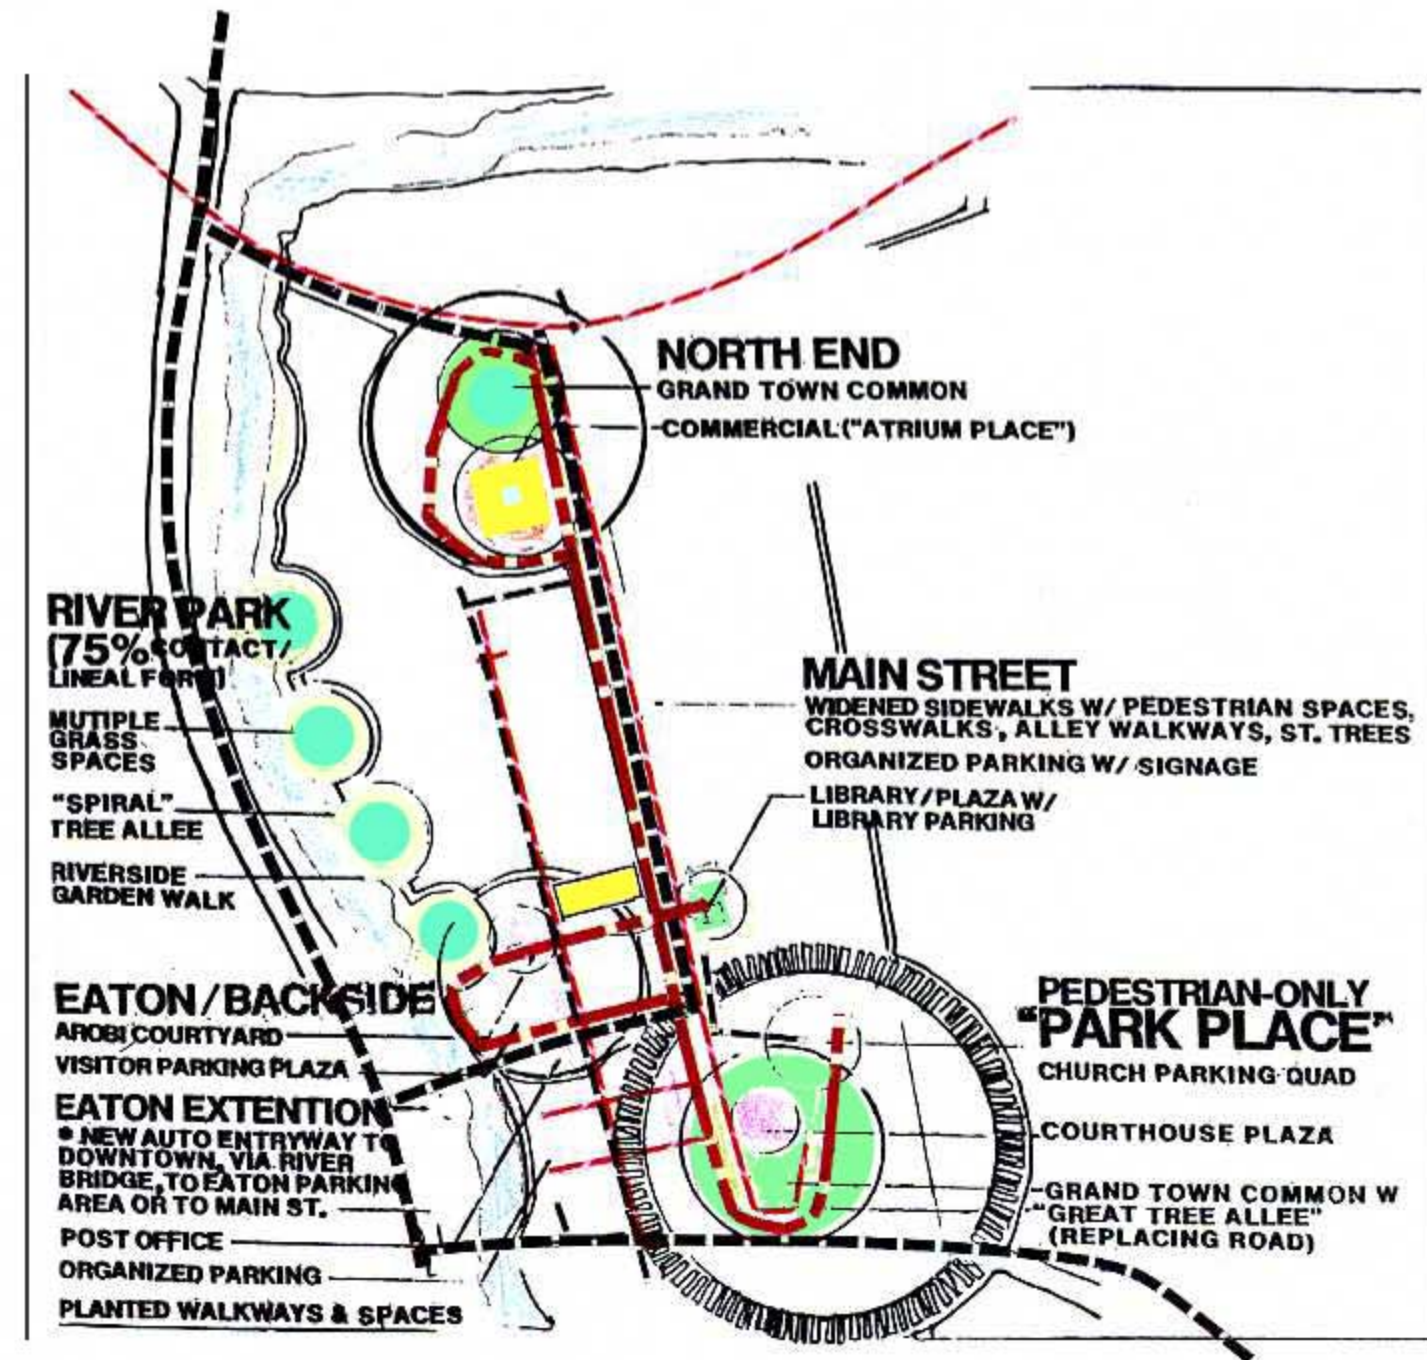 NORTH END
GRAND TOWN COMMON
COMMERCIAL ("ATRIUM PLACE")
RIVER PARK
(75% CONTACT/
LINEAL FORM)
MUTIPLE
GRASS
SPACES
"SPIRAL"
TREE ALLEE
RIVERSIDE
GARDEN WALK
MAIN STREET
WIDENED SIDEWALKS W/ PEDESTRIAN SPACES,
CROSSWALKS, ALLEY WALKWAYS, ST. TREES
ORGANIZED PARKING W/ SIGNAGE
LIBRARY/PLAZA W/
LIBRARY PARKING
EATON/BACKSIDE
AROBI COURTYARD
VISITOR PARKING PLAZA
EATON EXTENTION
* NEW AUTO ENTRYWAY TO
DOWNTOWN, VIA RIVER
BRIDGE, TO EATON PARKING
AREA OR TO MAIN ST.
POST OFFICE
ORGANIZED PARKING
PLANTED WALKWAYS & SPACES
PEDESTRIAN-ONLY
"PARK PLACE"
CHURCH PARKING QUAD
COURTHOUSE PLAZA
GRAND TOWN COMMON W
"GREAT TREE ALLEE"
(REPLACING ROAD)